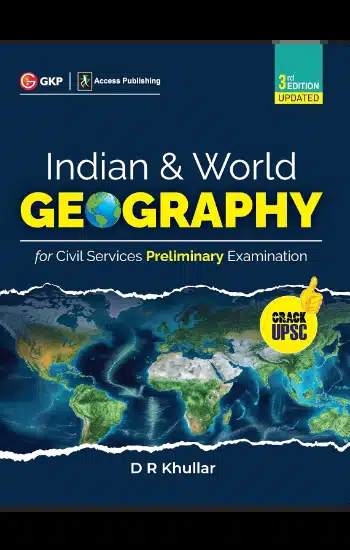 GKP
Access Publishing
3rd
EDITION
UPDATED
Indian & World
GEOGRAPHY
for Civil Services Preliminary Examination
CRACK
UPSC
D R Khullar